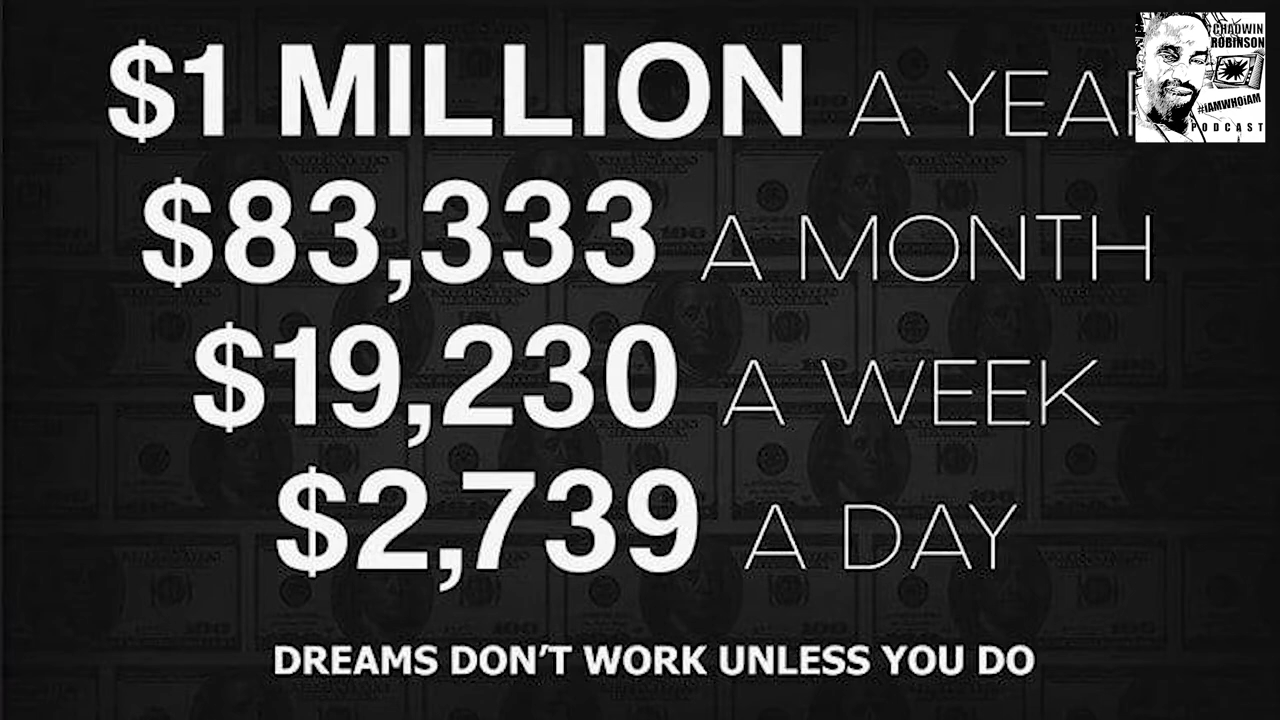 $1 MILLION A YEAR
$83,333 A MONTH
$19,230 A WEEK
$2,739 A DAY
DREAMS DON'T WORK UNLESS YOU DO
CHADWIN
ROBINSON
#IAMWHOIAM
PODCAST